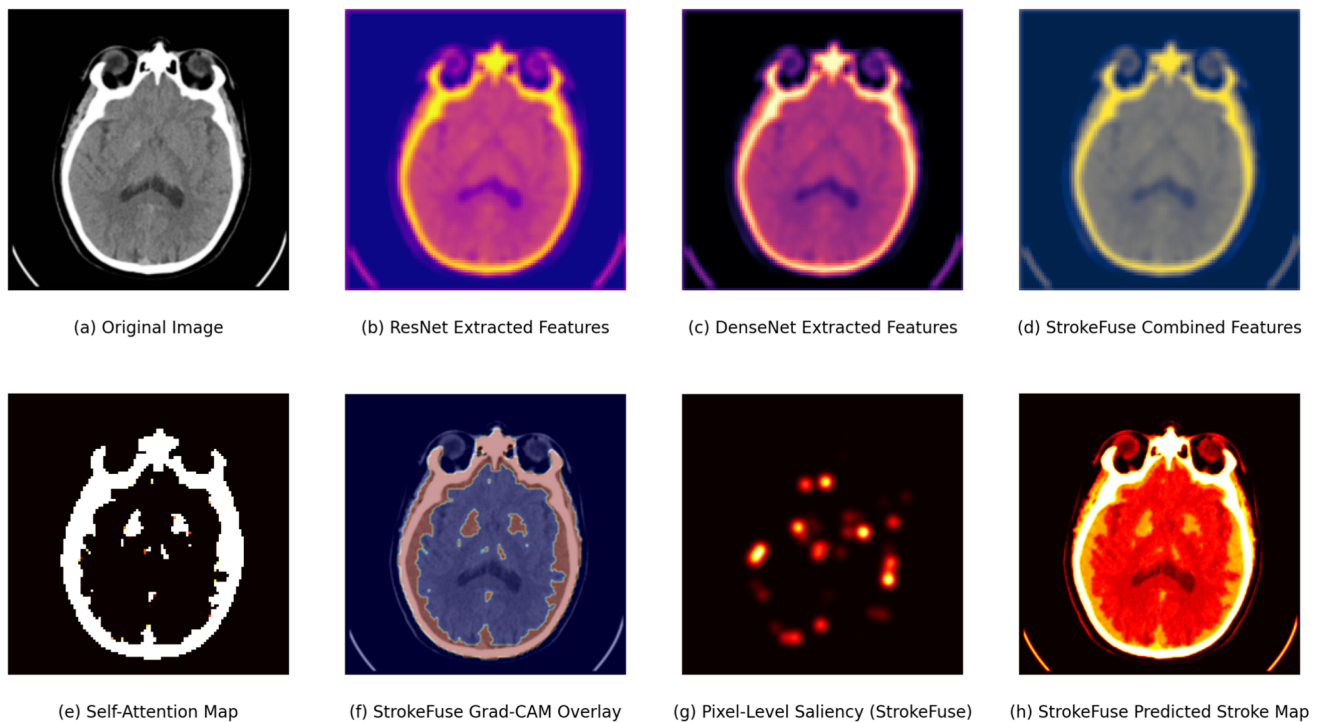 (a) Original Image
(b) ResNet Extracted Features
(c) DenseNet Extracted Features
(d) StrokeFuse Combined Features
(e) Self-Attention Map
(f) StrokeFuse Grad-CAM Overlay
(g) Pixel-Level Saliency (StrokeFuse)
(h) StrokeFuse Predicted Stroke Map